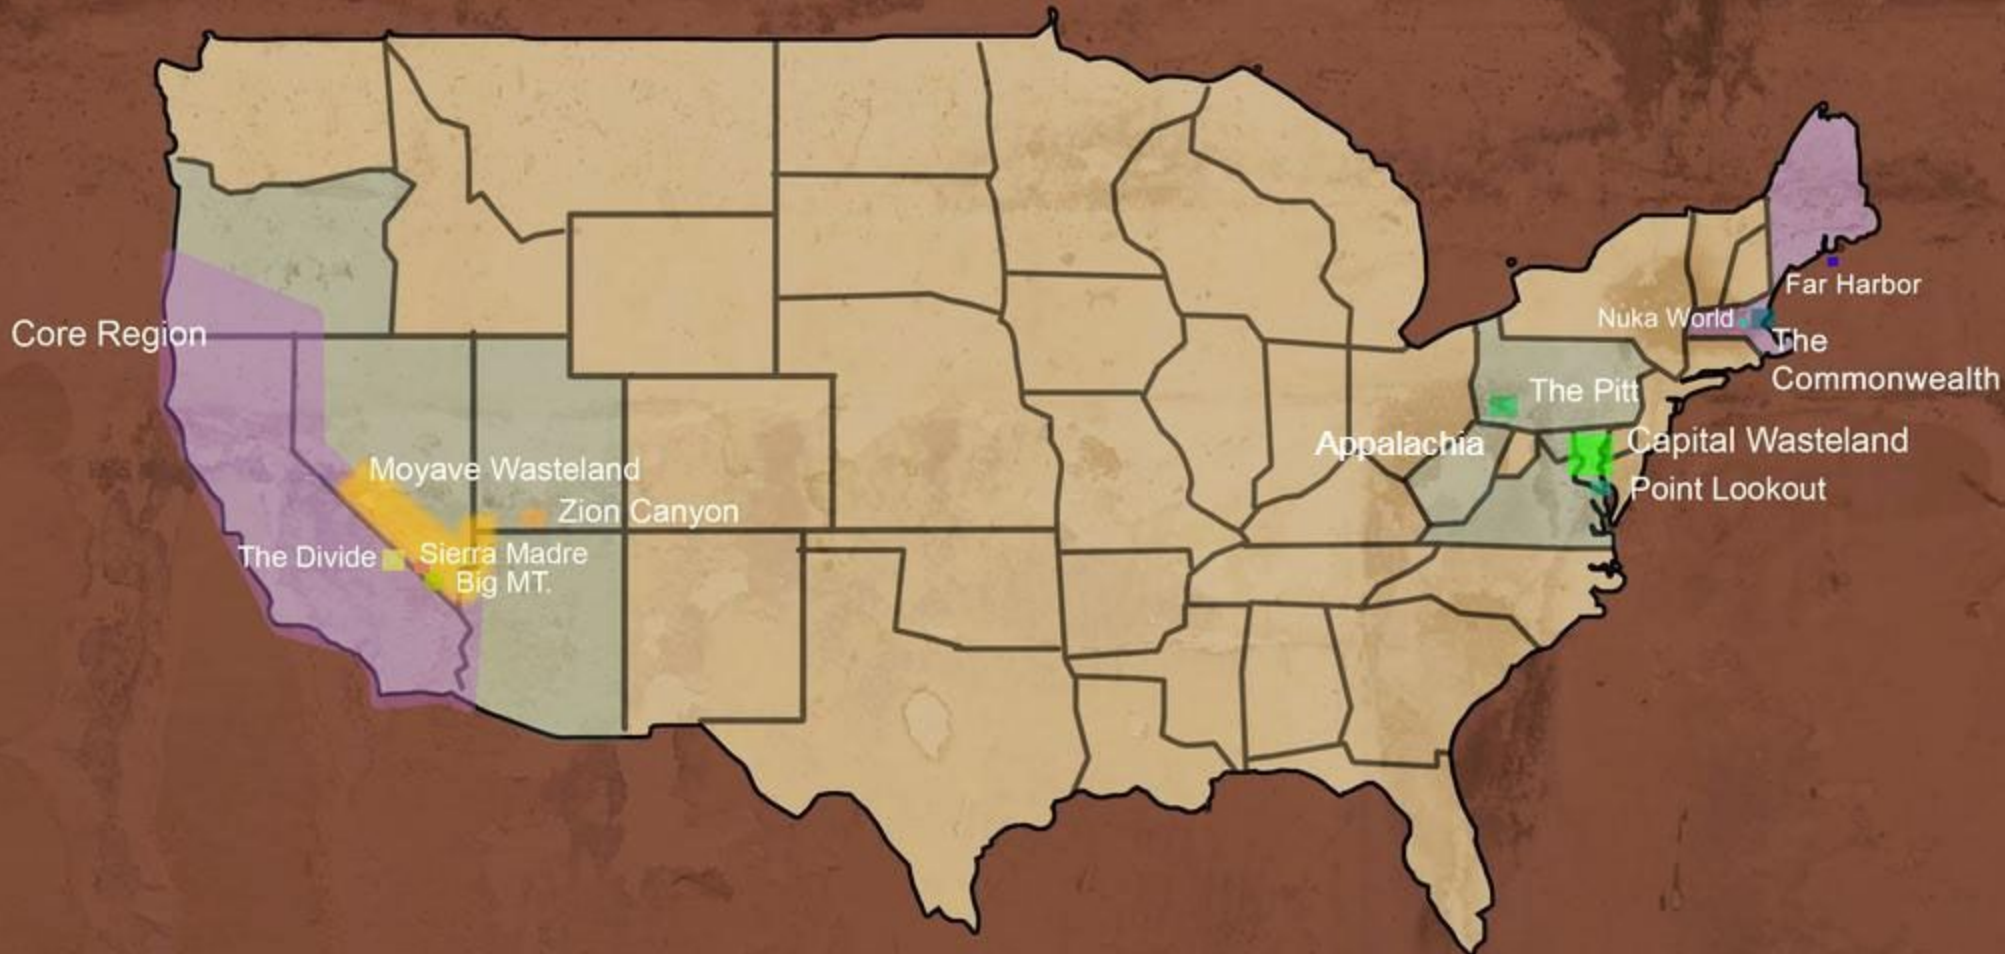 Core Region
Moyave Wasteland
Zion Canyon
The Divide
Sierra Madre
Big MT.
Far Harbor
Nuka World
The
Commonwealth
The Pitt
Appalachia
Capital Wasteland
Point Lookout